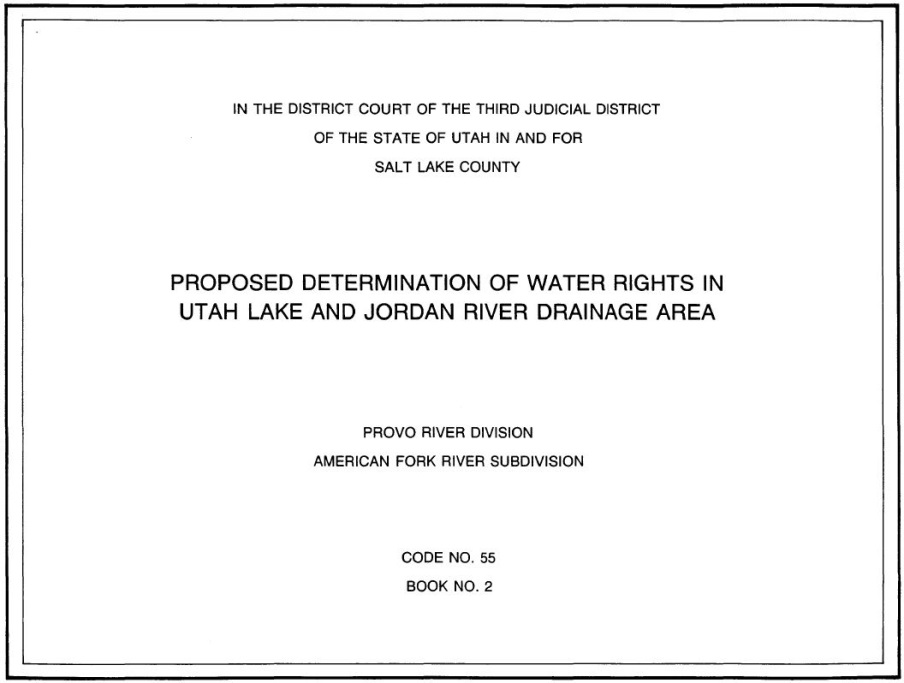 IN THE DISTRICT COURT OF THE THIRD JUDICIAL DISTRICT
OF THE STATE OF UTAH IN AND FOR
SALT LAKE COUNTY
PROPOSED DETERMINATION OF WATER RIGHTS IN
UTAH LAKE AND JORDAN RIVER DRAINAGE AREA
PROVO RIVER DIVISION
AMERICAN FORK RIVER SUBDIVISION
CODE NO. 55
BOOK NO. 2